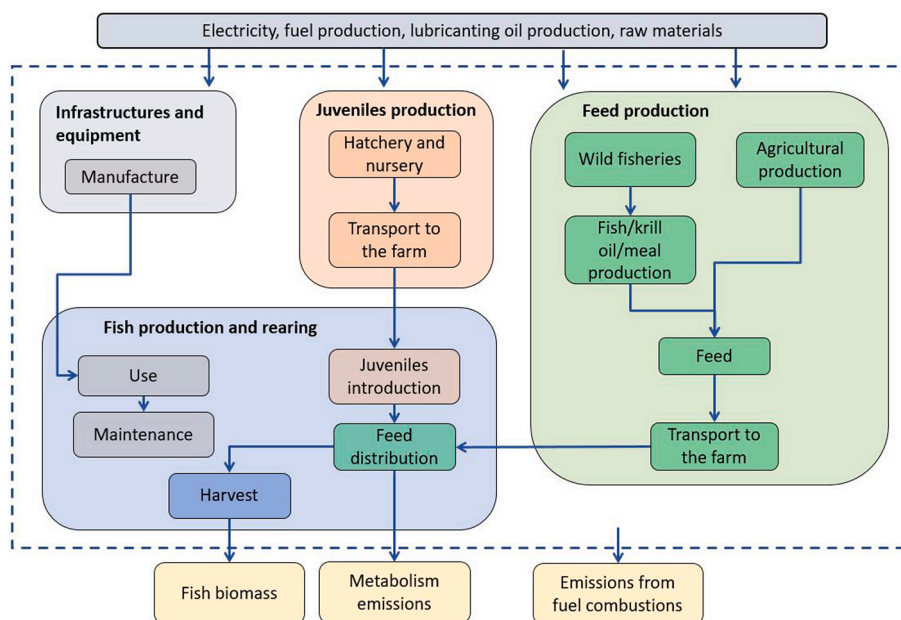 Electricity, fuel production, lubricanting oil production, raw materials
Infrastructures and
equipment
Manufacture
Juveniles production
Hatchery and
nursery
Transport to
the farm
Feed production
Wild fisheries
Agricultural
production
Fish/krill
oil/meal
production
Feed
Transport to
the farm
Fish production and rearing
Use
Maintenance
Juveniles
introduction
Feed
distribution
Harvest
Fish biomass
Metabolism
emissions
Emissions from
fuel combustions